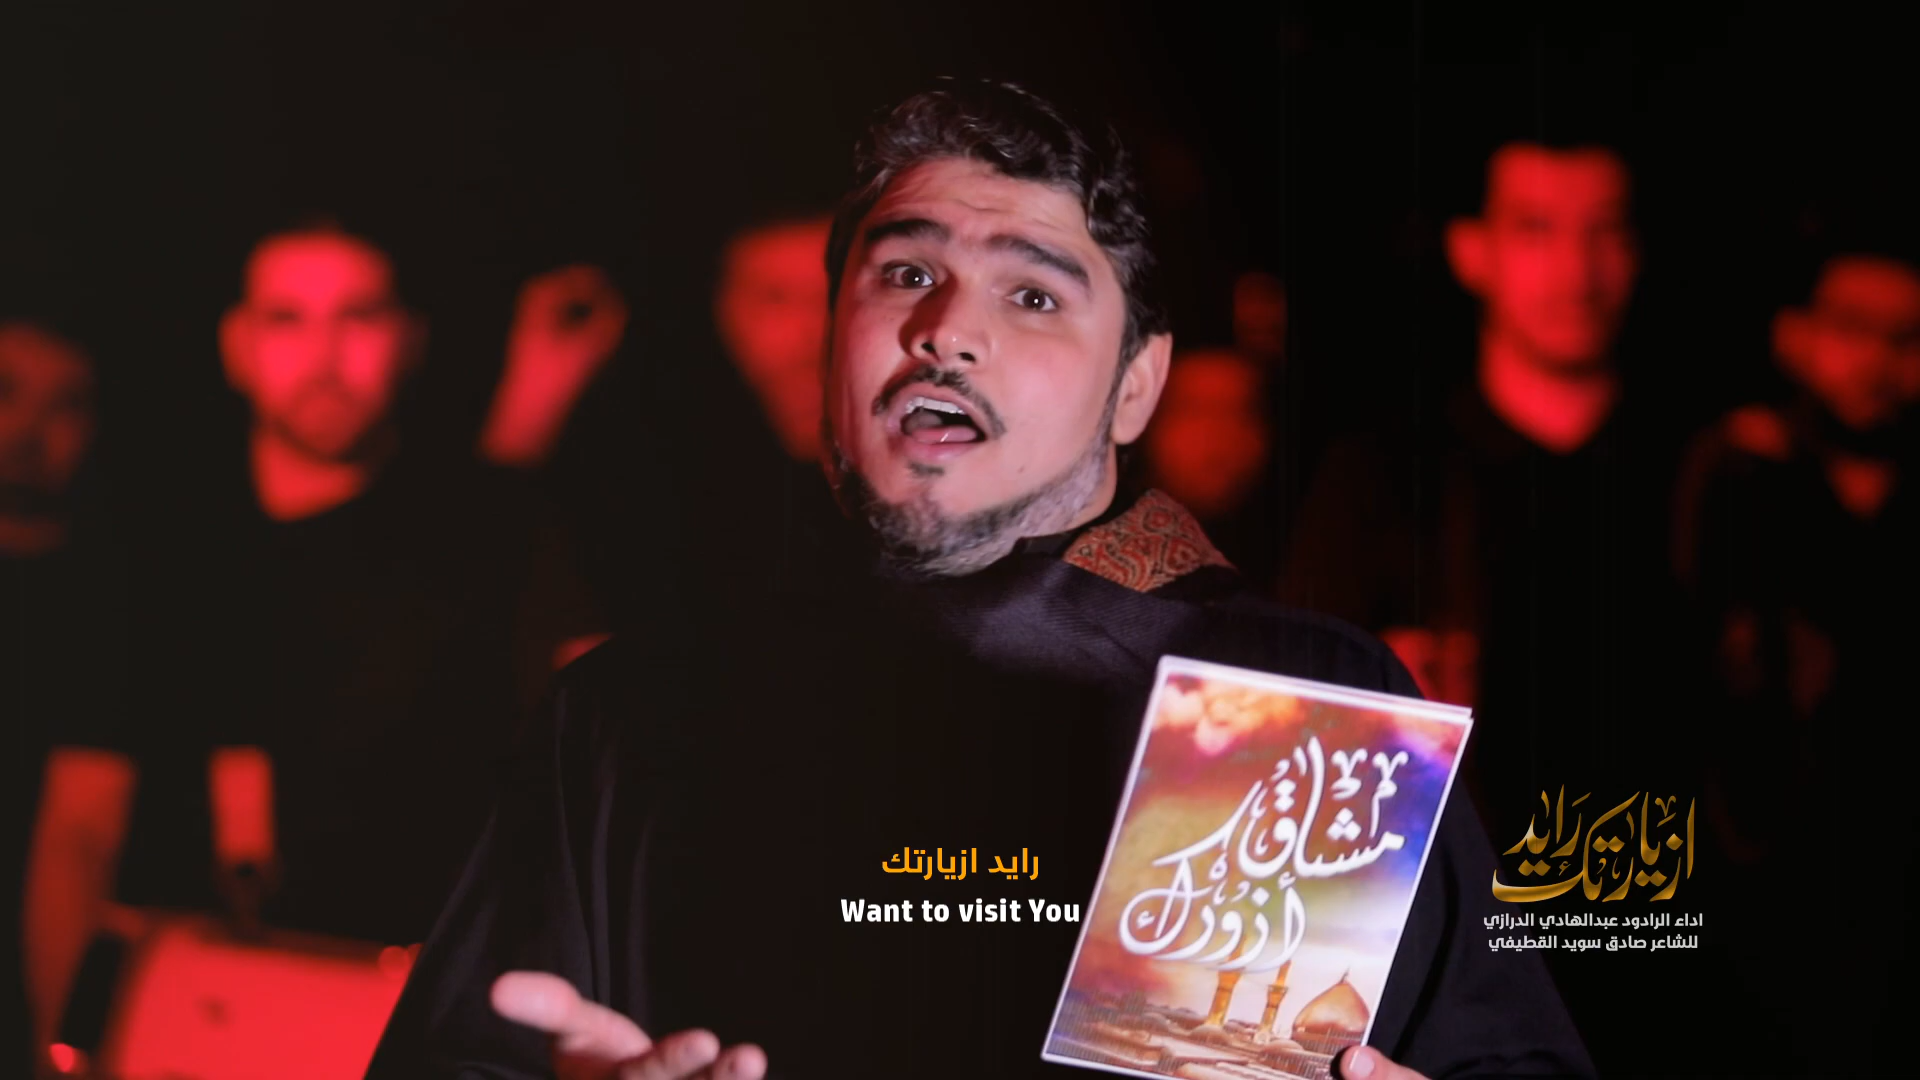 رايد ازيارتك
Want to visit You
مشتاق
أزورك
رايد
ازيارتك
اداء الرادود عبدالهادي الدرازي
للشاعر صادق سويد القطيفي